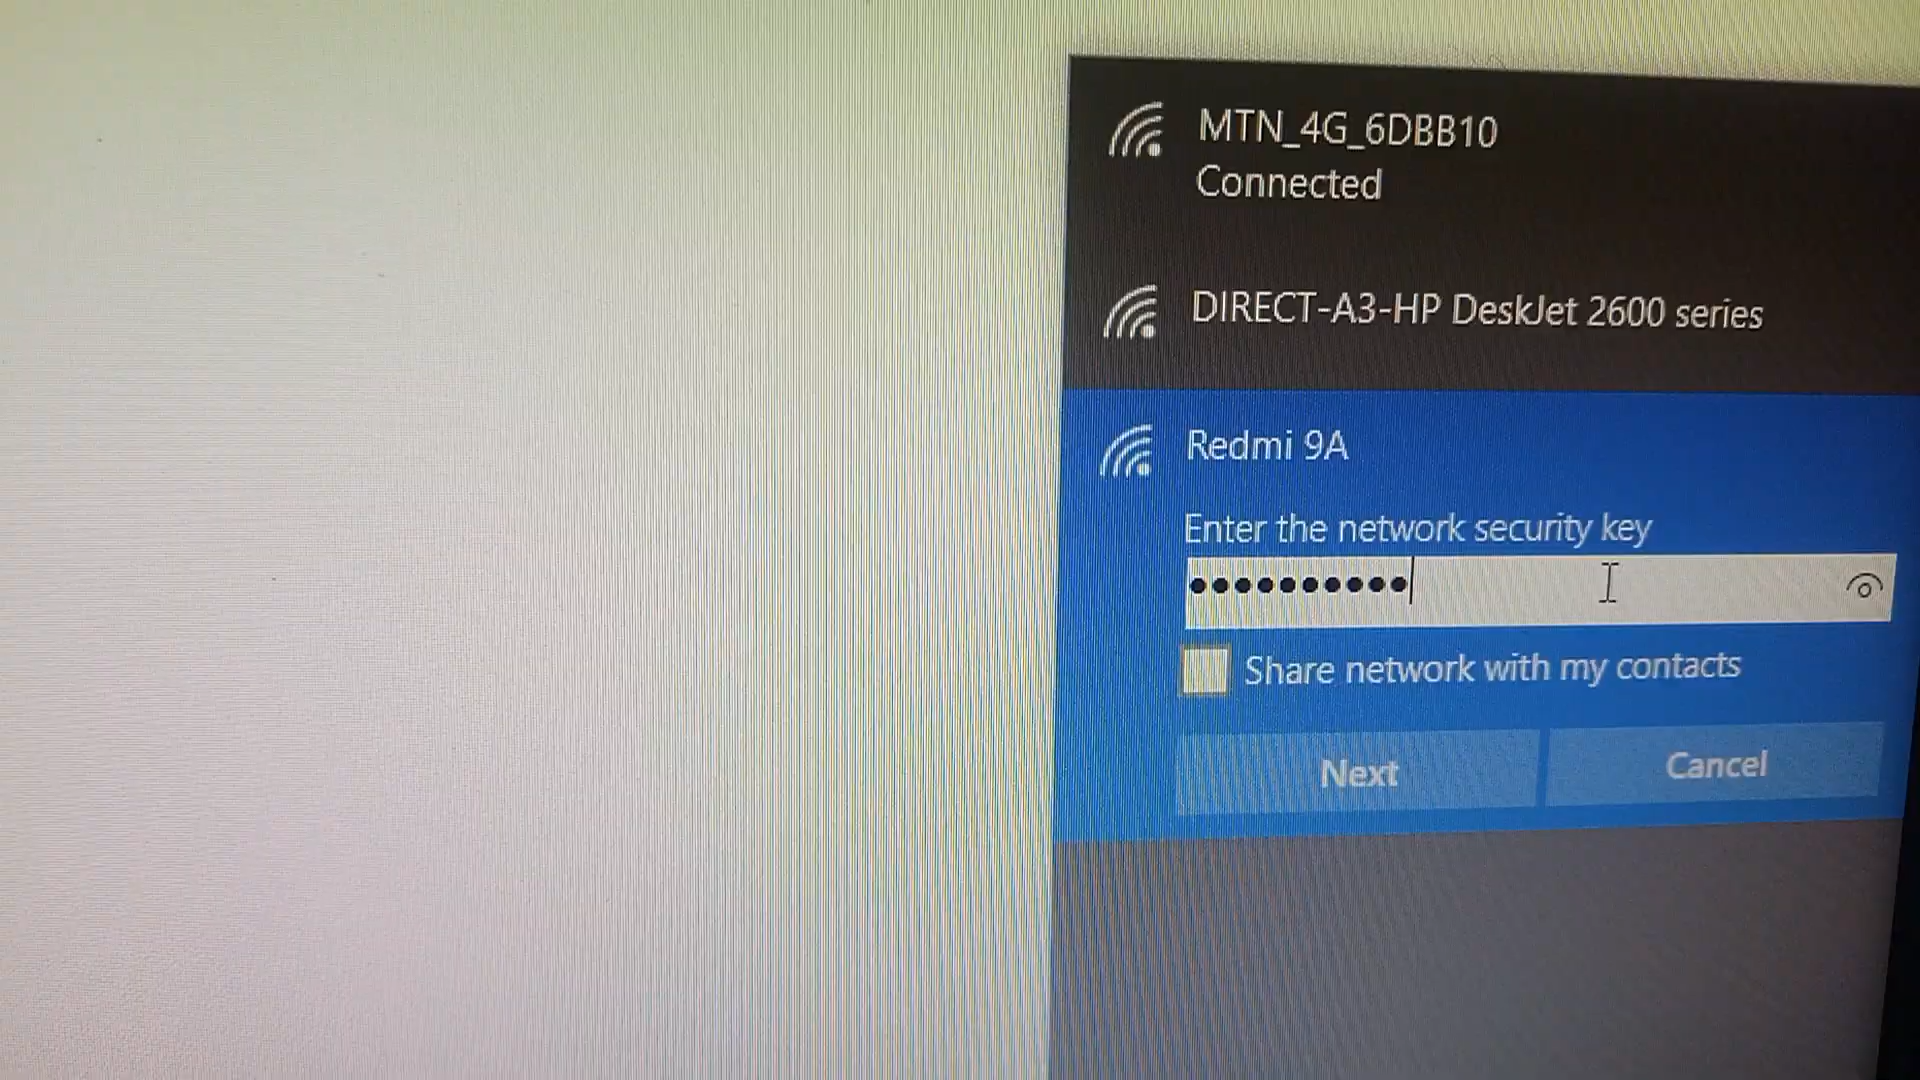 MTN_4G_6DBB10
Connected
DIRECT-A3-HP DeskJet 2600 series
Redmi 9A
Enter the network security key
●●●●●●●●●●
Share network with my contacts
Next
Cancel